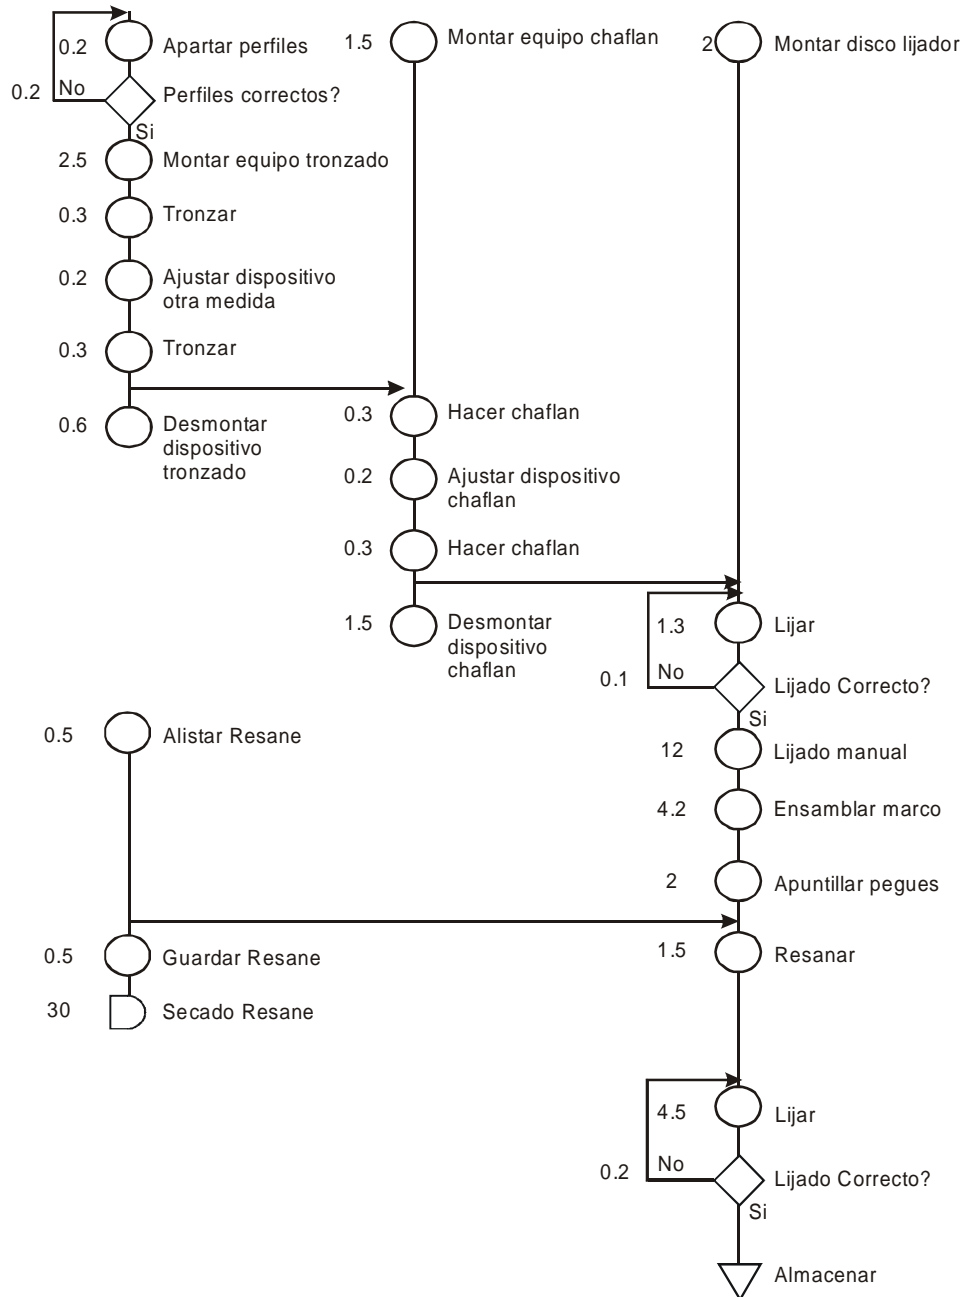 0.2 Apartar perfiles
0.2 No Perfiles correctos?
Si
2.5 Montar equipo tronzado
0.3 Tronzar
0.2 Ajustar dispositivo
otra medida
0.3 Tronzar
0.6 Desmontar
dispositivo
tronzado
1.5 Montar equipo chaflan
0.3 Hacer chaflan
0.2 Ajustar dispositivo
chaflan
0.3 Hacer chaflan
1.5 Desmontar
dispositivo
chaflan
2 Montar disco lijador
1.3 Lijar
0.1 No Lijado Correcto?
Si
12 Lijado manual
4.2 Ensamblar marco
2 Apuntillar pegues
0.5 Alistar Resane
0.5 Guardar Resane
30 Secado Resane
1.5 Resanar
4.5 Lijar
0.2 No Lijado Correcto?
Si
Almacenar